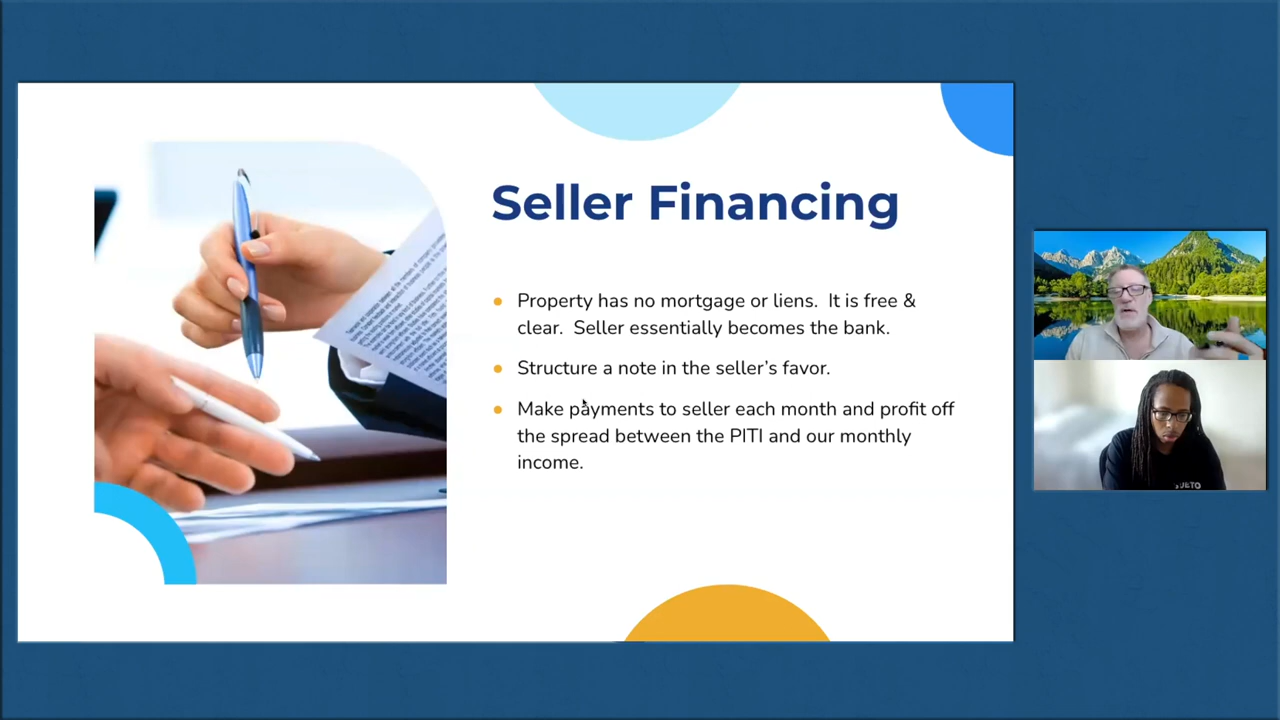 Seller Financing
Property has no mortgage or liens.  It is free &
clear.  Seller essentially becomes the bank.
Structure a note in the seller’s favor.
Make payments to seller each month and profit off
the spread between the PITI and our monthly
income.